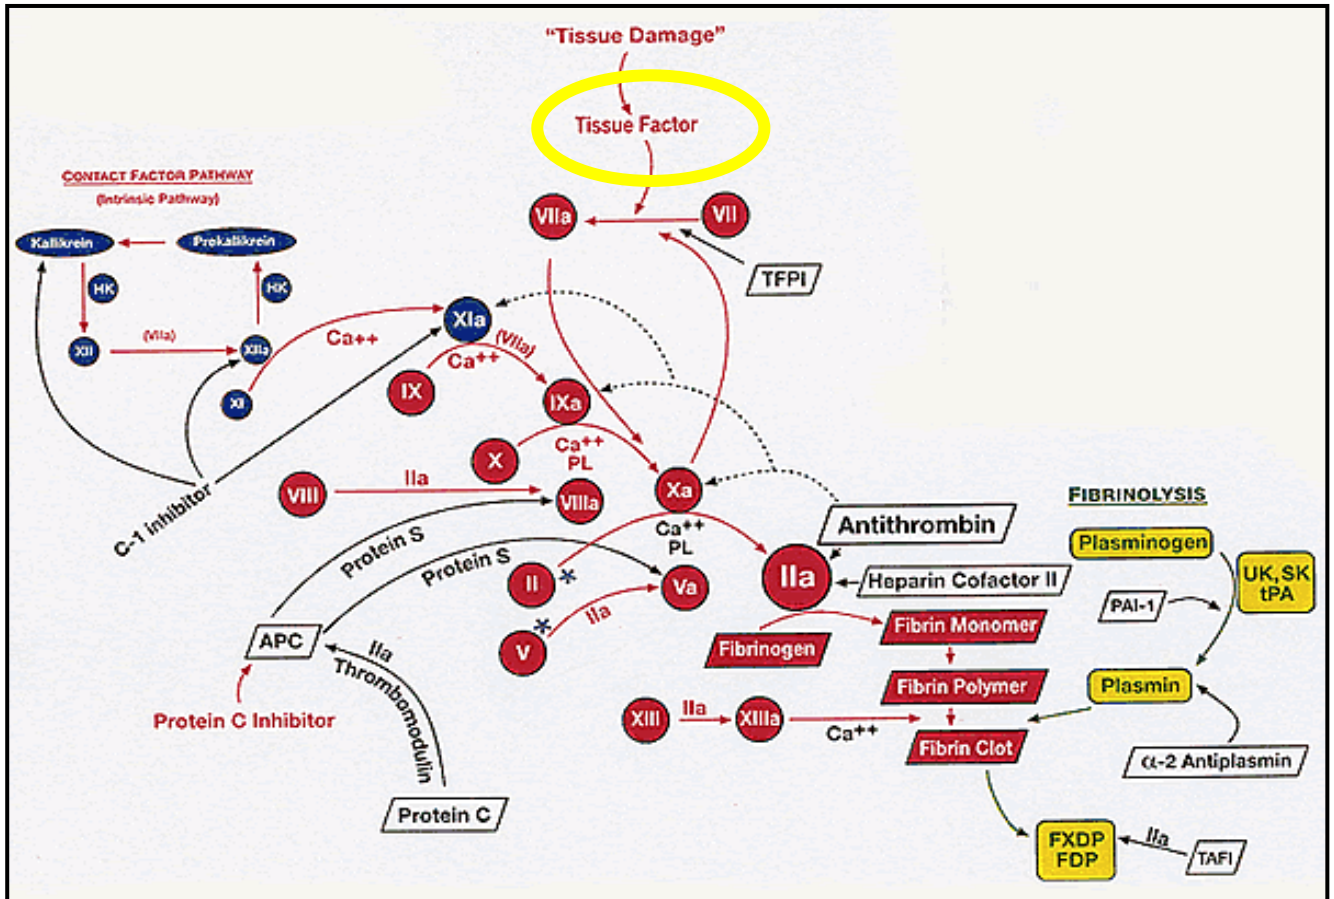 “Tissue Damage”
Tissue Factor
CONTACT FACTOR PATHWAY
(Intrinsic Pathway)
VIIa
VII
Kallikrein
Prokallikrein
TFPI
HK
HK
XIa
XII
(VIIa)
XIIa
Ca++
Ca++
(VIIa)
IX
IXa
XI
X
Ca++
PL
Xa
VIII
IIa
VIIIa
FIBRINOLYSIS
C-1 inhibitor
Antithrombin
Ca++
PL
Plasminogen
Protein S
Protein S
II
*
Va
IIa
Heparin Cofactor II
UK, SK
tPA
PAI-1
*
V
IIa
APC
IIa
Thrombomodulin
Fibrinogen
Fibrin Monomer
Fibrin Polymer
Plasmin
Protein C Inhibitor
XIII
IIa
XIIIa
Ca++
Fibrin Clot
α-2 Antiplasmin
Protein C
FXDP
FDP
IIa
TAFI